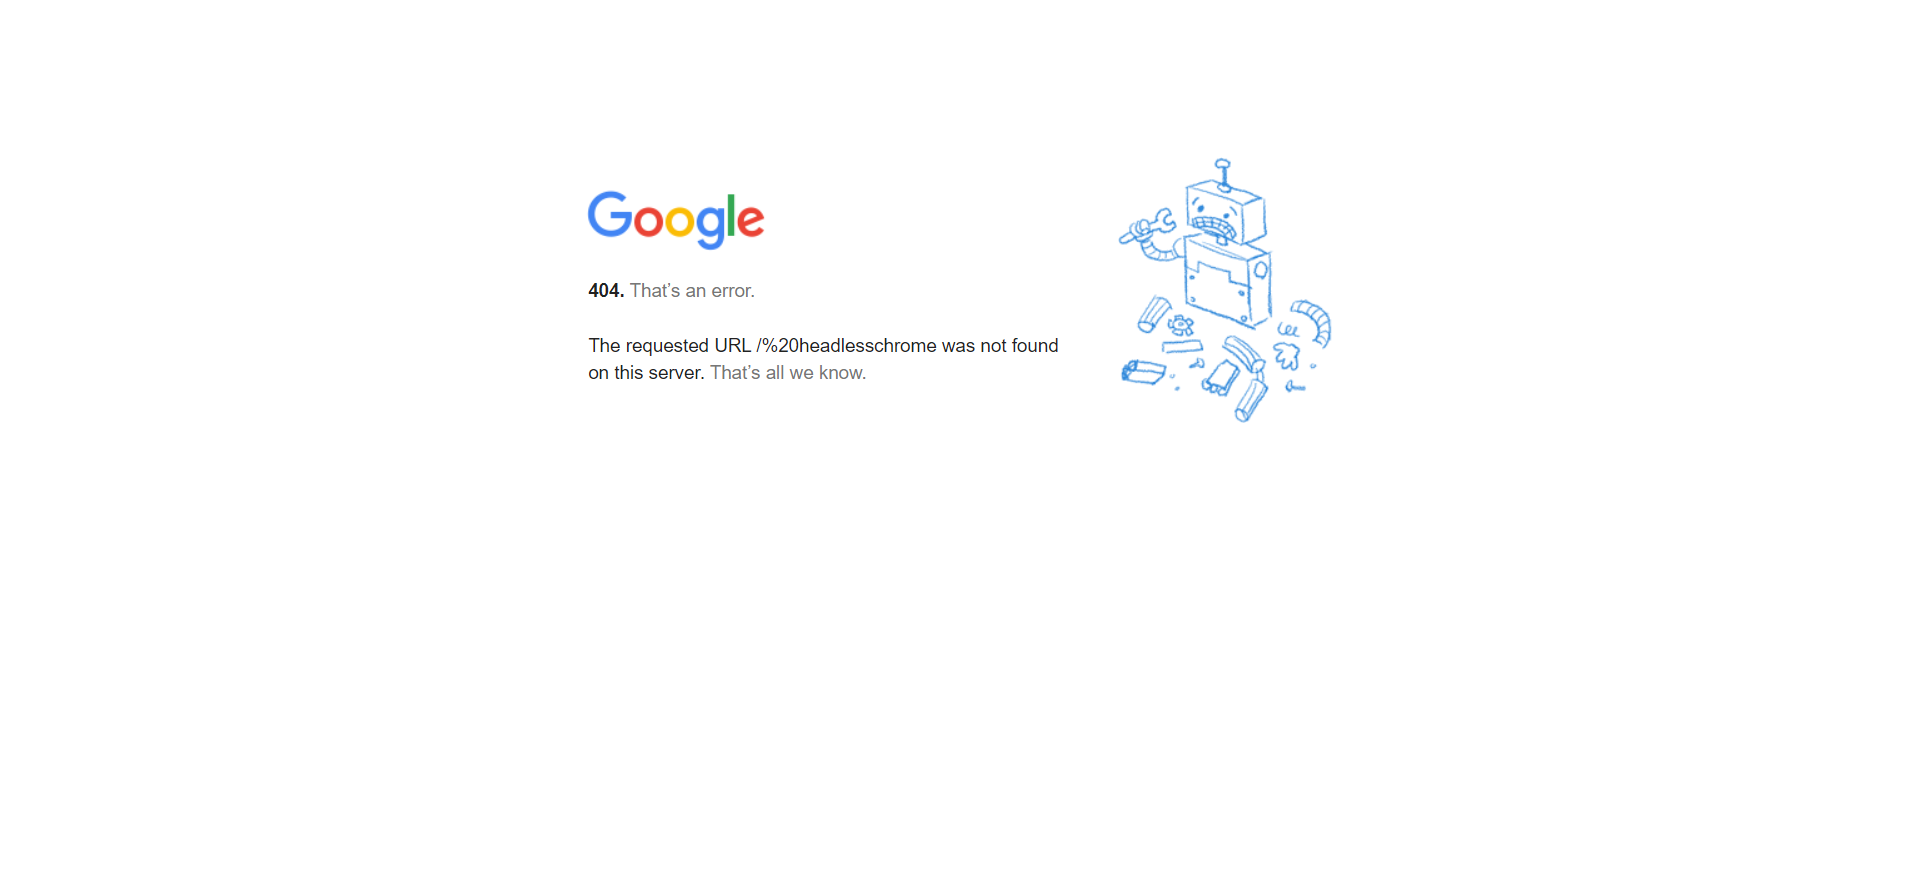 Google
404. That’s an error.
The requested URL /%20headlesschrome was not found
on this server. That’s all we know.